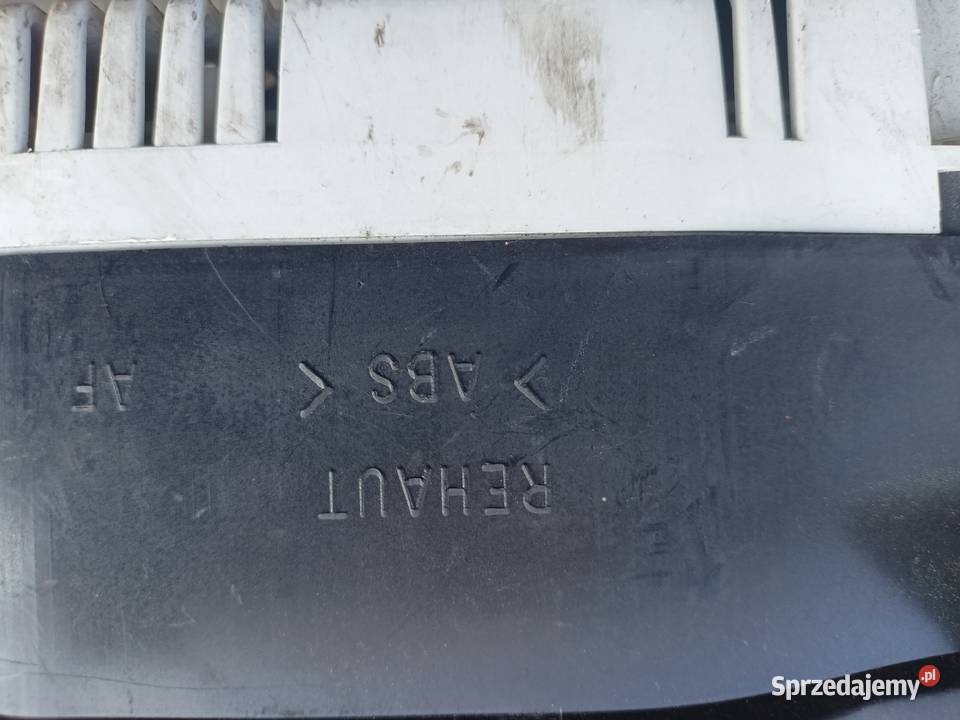 REHAUT
> ABS <
AF
Sprzedajemy.pl